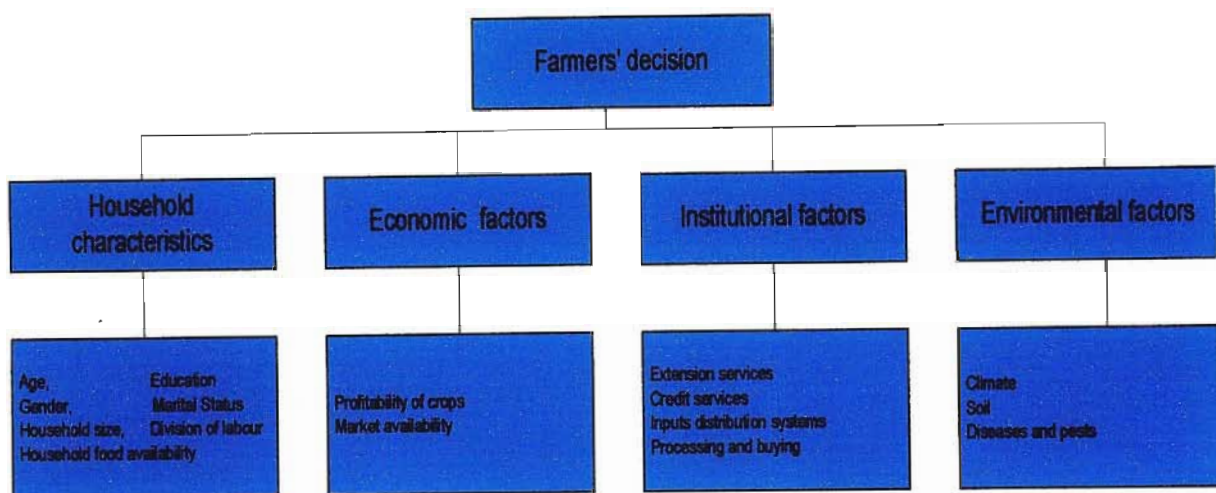 Farmers' decision
Household
characteristics
Economic factors
Institutional factors
Environmental factors
Age, Education
Gender, Marital Status
Household size, Division of labour
Household food availability
Profitability of crops
Market availability
Extension services
Credit services
Inputs distribution systems
Processing and buying
Climate
Soil
Diseases and pests